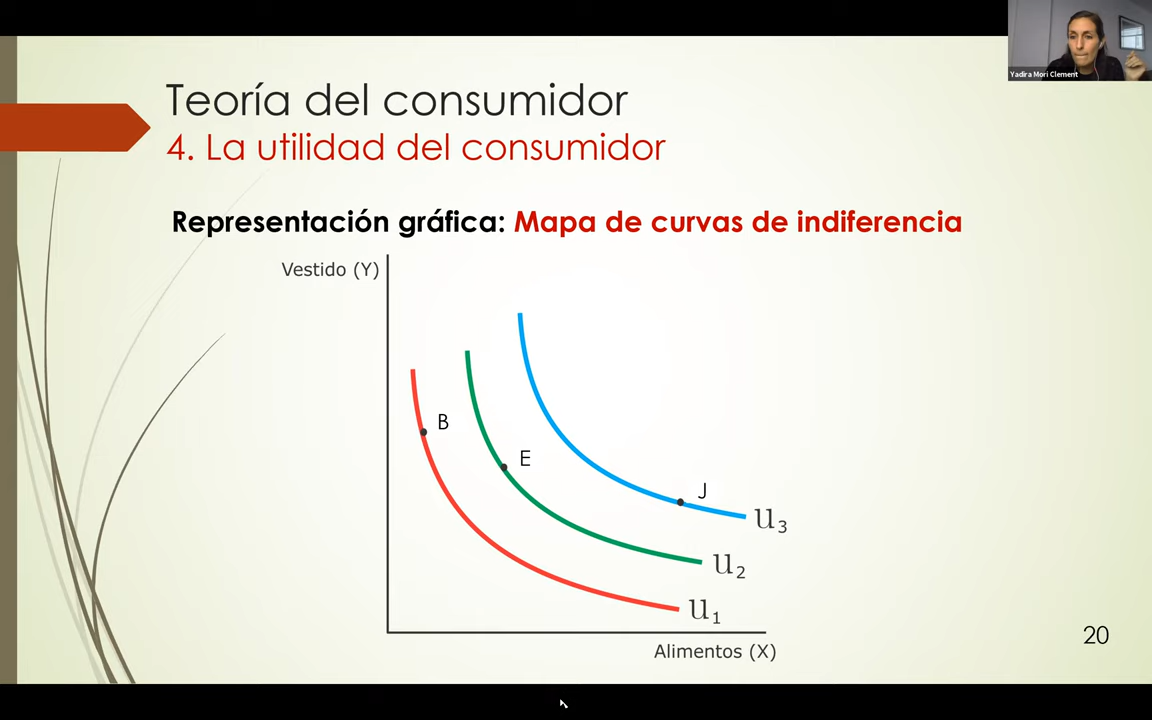 Yadira Mori Clement
Teoría del consumidor
4. La utilidad del consumidor
Representación gráfica: Mapa de curvas de indiferencia
Vestido (Y)
B
E
J
u3
u2
u1
20
Alimentos (X)